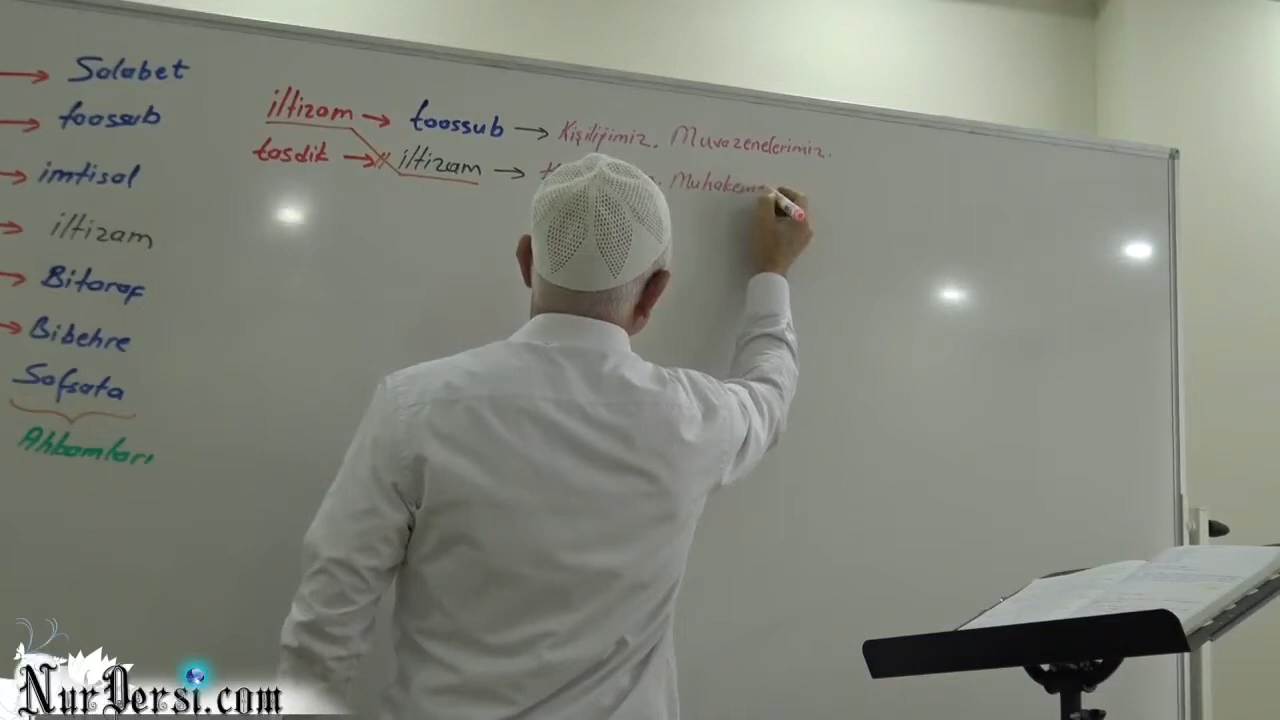 → Salabet
→ taassub
→ imtisal
→ iltizam
→ Bitaraf
→ Bibehre
Safsata
Ahkamları
iltizam → taassub → Kişiliğimiz, Muvazenelerimiz.
tasdik → iltizam → Muhakeme
NurDersi.com